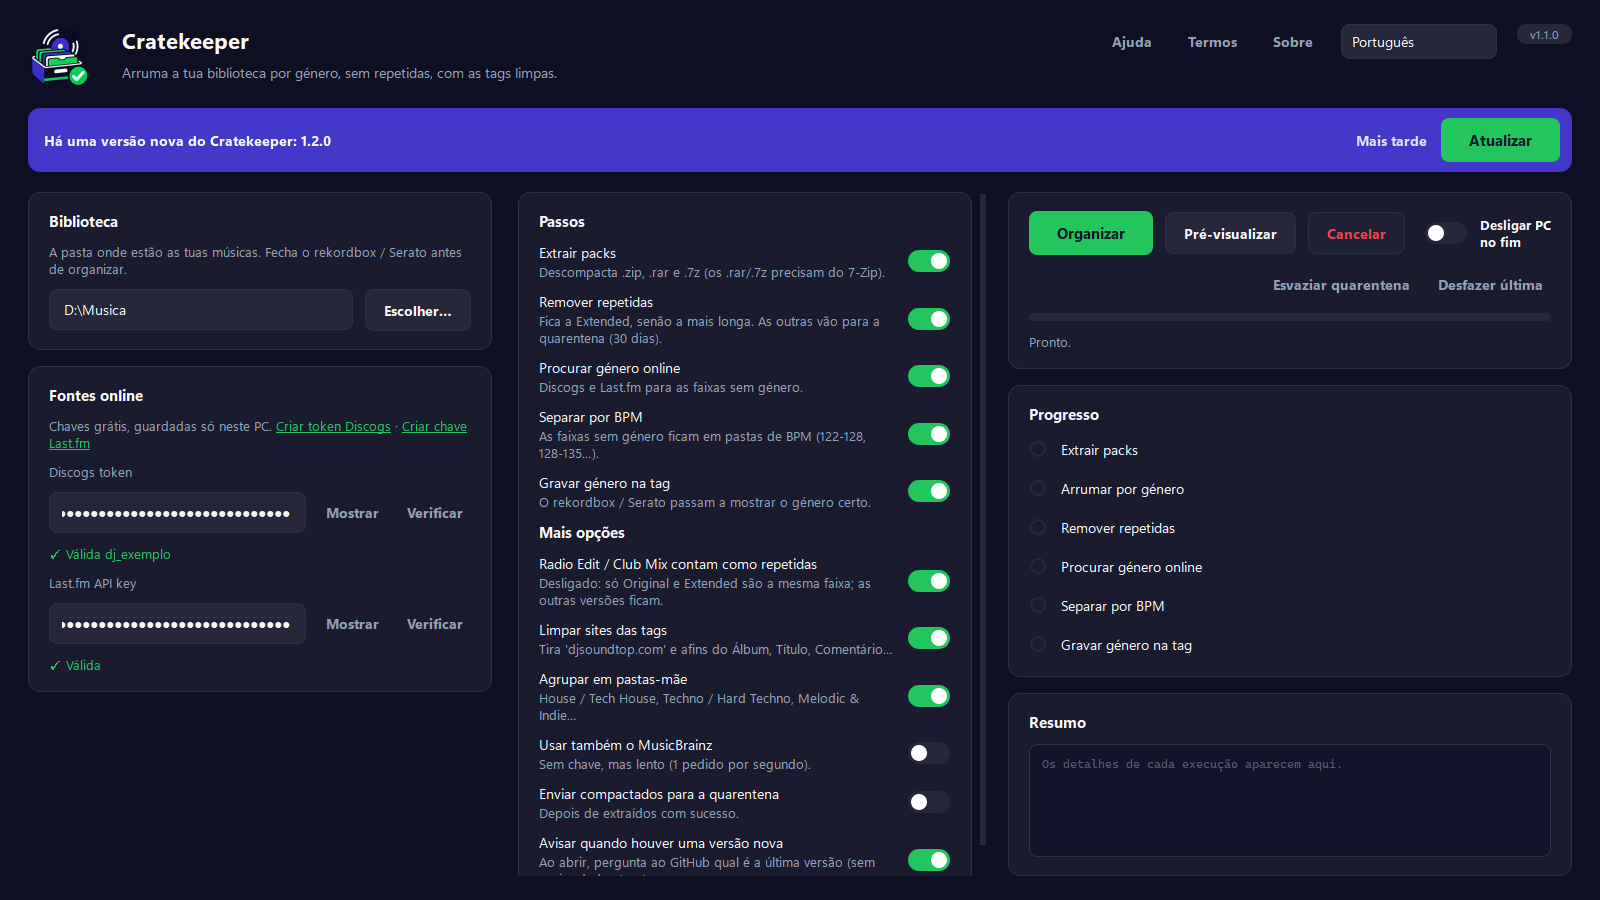 Cratekeeper
Arruma a tua biblioteca por género, sem repetidas, com as tags limpas.
Ajuda
Termos
Sobre
Português
v1.1.0
Há uma versão nova do Cratekeeper: 1.2.0
Mais tarde
Atualizar
Biblioteca
A pasta onde estão as tuas músicas. Fecha o rekordbox / Serato antes
de organizar.
D:\Musica
Escolher...
Fontes online
Chaves grátis, guardadas só neste PC. Criar token Discogs · Criar chave
Last.fm
Discogs token
Mostrar
Verificar
✓ Válida dj_exemplo
Last.fm API key
Mostrar
Verificar
✓ Válida
Passos
Extrair packs
Descompacta .zip, .rar e .7z (os .rar/.7z precisam do 7-Zip).
Remover repetidas
Fica a Extended, senão a mais longa. As outras vão para a
quarentena (30 dias).
Procurar género online
Discogs e Last.fm para as faixas sem género.
Separar por BPM
As faixas sem género ficam em pastas de BPM (122-128,
128-135...).
Gravar género na tag
O rekordbox / Serato passam a mostrar o género certo.
Mais opções
Radio Edit / Club Mix contam como repetidas
Desligado: só Original e Extended são a mesma faixa; as
outras versões ficam.
Limpar sites das tags
Tira 'djsoundtop.com' e afins do Álbum, Título, Comentário...
Agrupar em pastas-mãe
House / Tech House, Techno / Hard Techno, Melodic &
Indie...
Usar também o MusicBrainz
Sem chave, mas lento (1 pedido por segundo).
Enviar compactados para a quarentena
Depois de extraídos com sucesso.
Avisar quando houver uma versão nova
Ao abrir, pergunta ao GitHub qual é a última versão (sem
Organizar
Pré-visualizar
Cancelar
Desligar PC
no fim
Esvaziar quarentena
Desfazer última
Pronto.
Progresso
Extrair packs
Arrumar por género
Remover repetidas
Procurar género online
Separar por BPM
Gravar género na tag
Resumo
Os detalhes de cada execução aparecem aqui.